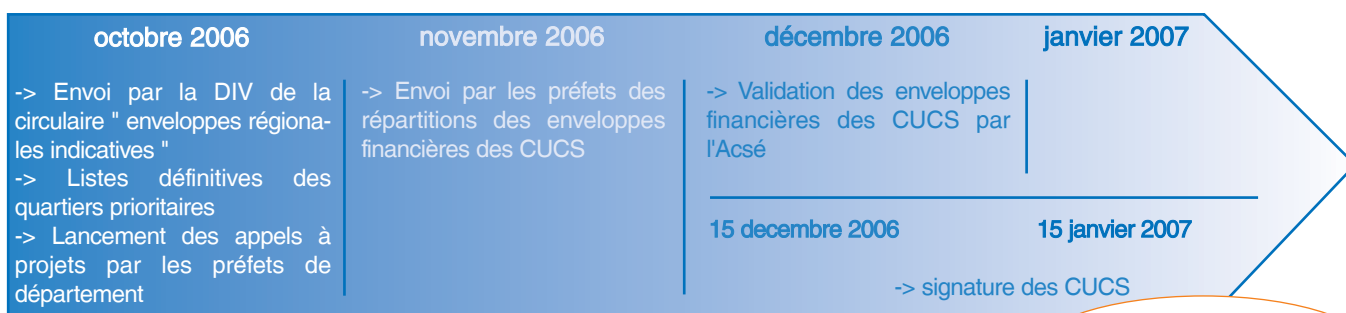 octobre 2006
-> Envoi par la DIV de la
circulaire " enveloppes régiona-
les indicatives "
-> Listes définitives des
quartiers prioritaires
-> Lancement des appels à
projets par les préfets de
département
novembre 2006
-> Envoi par les préfets des
répartitions des enveloppes
financières des CUCS
décembre 2006
-> Validation des enveloppes
financières des CUCS par
l'Acsé
janvier 2007
15 decembre 2006
15 janvier 2007
-> signature des CUCS